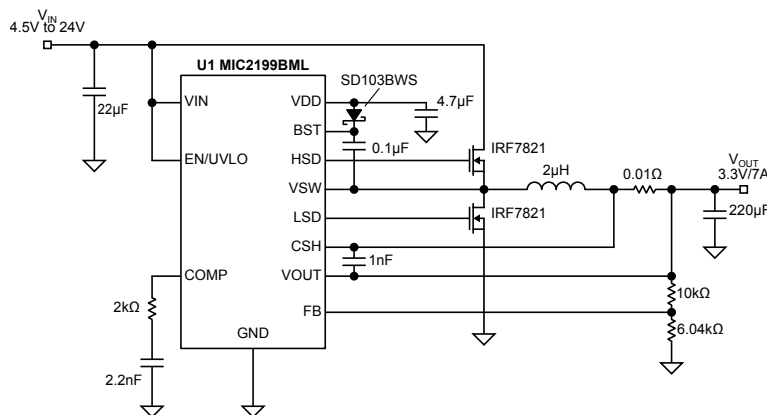 VIN
4.5V to 24V
U1 MIC2199BML
SD103BWS
22µF
VIN
VDD
4.7µF
BST
EN/UVLO
HSD
0.1µF
IRF7821
VSW
2µH
0.01Ω
VOUT
3.3V/7A
LSD
IRF7821
220µF
CSH
1nF
COMP
VOUT
2kΩ
10kΩ
FB
GND
6.04kΩ
2.2nF